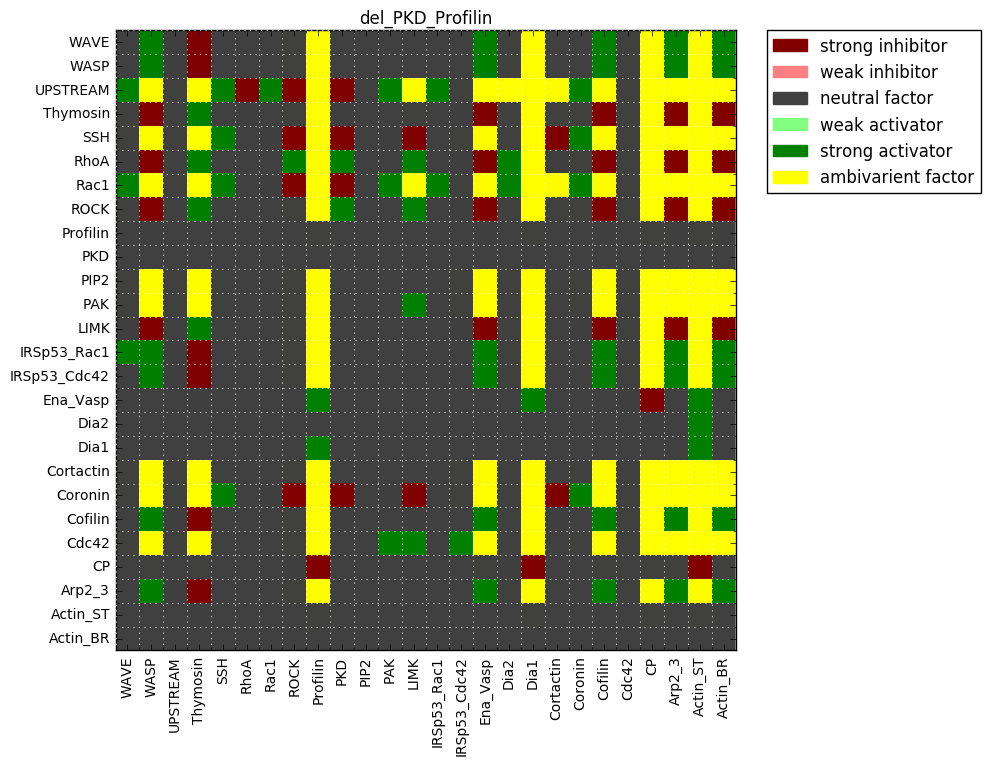 del_PKD_Profilin
WAVE
WASP
UPSTREAM
Thymosin
SSH
RhoA
Rac1
ROCK
Profilin
PKD
PIP2
PAK
LIMK
IRSp53_Rac1
IRSp53_Cdc42
Ena_Vasp
Dia2
Dia1
Cortactin
Coronin
Cofilin
Cdc42
CP
Arp2_3
Actin_ST
Actin_BR
WAVE
WASP
UPSTREAM
Thymosin
SSH
RhoA
Rac1
ROCK
Profilin
PKD
PIP2
PAK
LIMK
IRSp53_Rac1
IRSp53_Cdc42
Ena_Vasp
Dia2
Dia1
Cortactin
Coronin
Cofilin
Cdc42
CP
Arp2_3
Actin_ST
Actin_BR
strong inhibitor
weak inhibitor
neutral factor
weak activator
strong activator
ambivarient factor